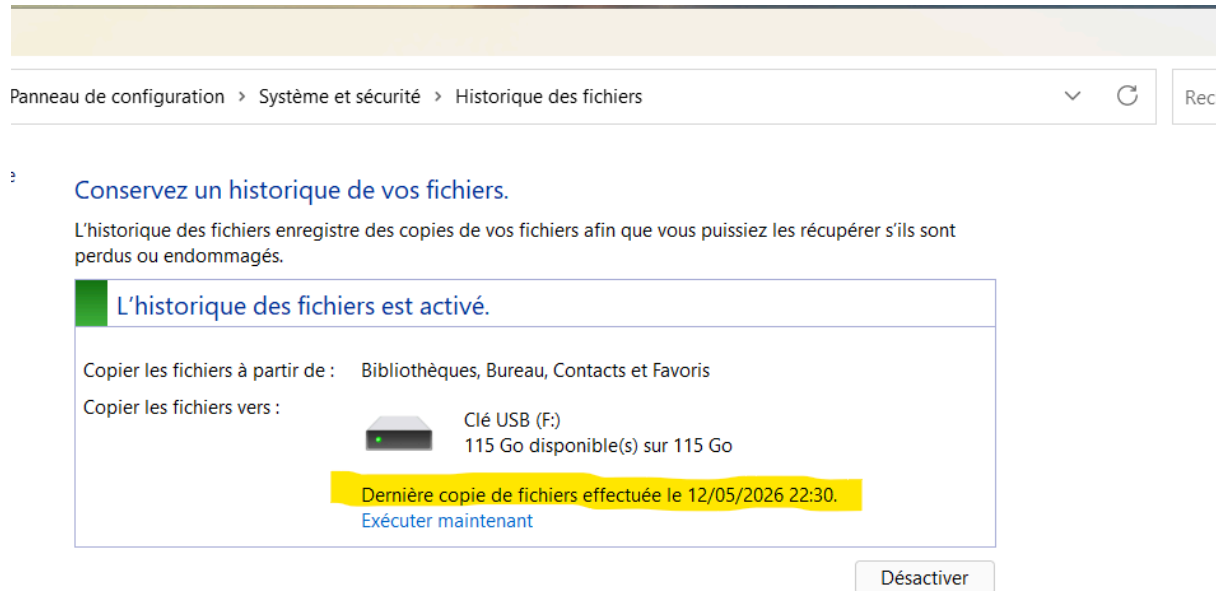 Panneau de configuration > Système et sécurité > Historique des fichiers
Rec
e
Conservez un historique de vos fichiers.
L'historique des fichiers enregistre des copies de vos fichiers afin que vous puissiez les récupérer s'ils sont
perdus ou endommagés.
L'historique des fichiers est activé.
Copier les fichiers à partir de : Bibliothèques, Bureau, Contacts et Favoris
Copier les fichiers vers :
Clé USB (F:)
115 Go disponible(s) sur 115 Go
Dernière copie de fichiers effectuée le 12/05/2026 22:30.
Exécuter maintenant
Désactiver